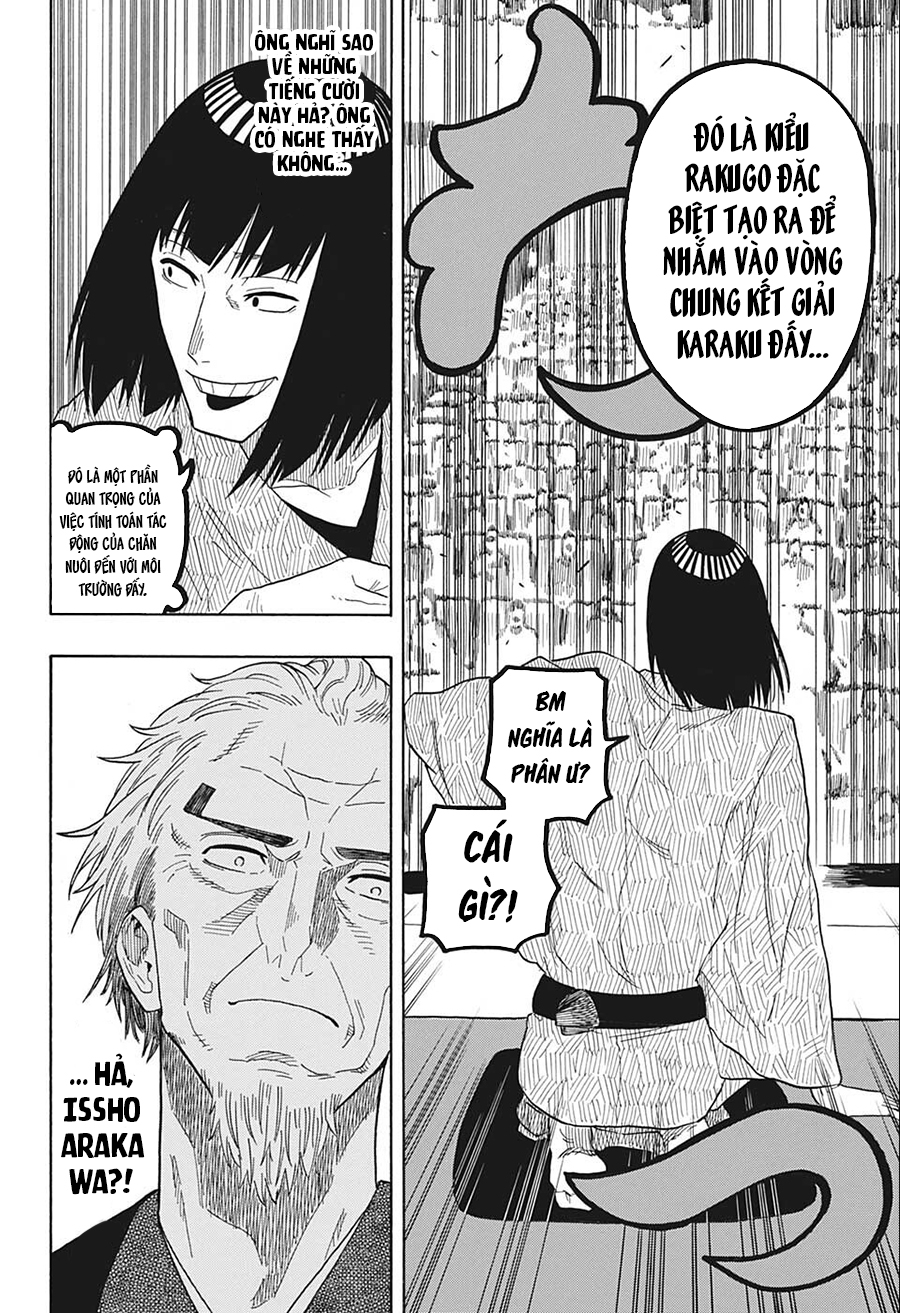 ĐÓ LÀ KIỂU
RAKUGO ĐẶC
BIỆT TẠO RA ĐỂ
NHẮM VÀO VÒNG
CHUNG KẾT GIẢI
KARAKU ĐẤY...
BM
NGHĨA LÀ
PHÂN Ư?
CÁI
GÌ?!
ÔNG NGHĨ SAO
VỀ NHỮNG
TIẾNG CƯỜI
NÀY HẢ? ÔNG
CÓ NGHE THẤY
KHÔNG...
ĐÓ LÀ MỘT PHẦN
QUAN TRỌNG CỦA
VIỆC TÍNH TOÁN TÁC
ĐỘNG CỦA CHĂN
NUÔI ĐẾN VỚI MÔI
TRƯỜNG ĐẤY.
... HẢ,
ISSHO
ARAKA
WA?!